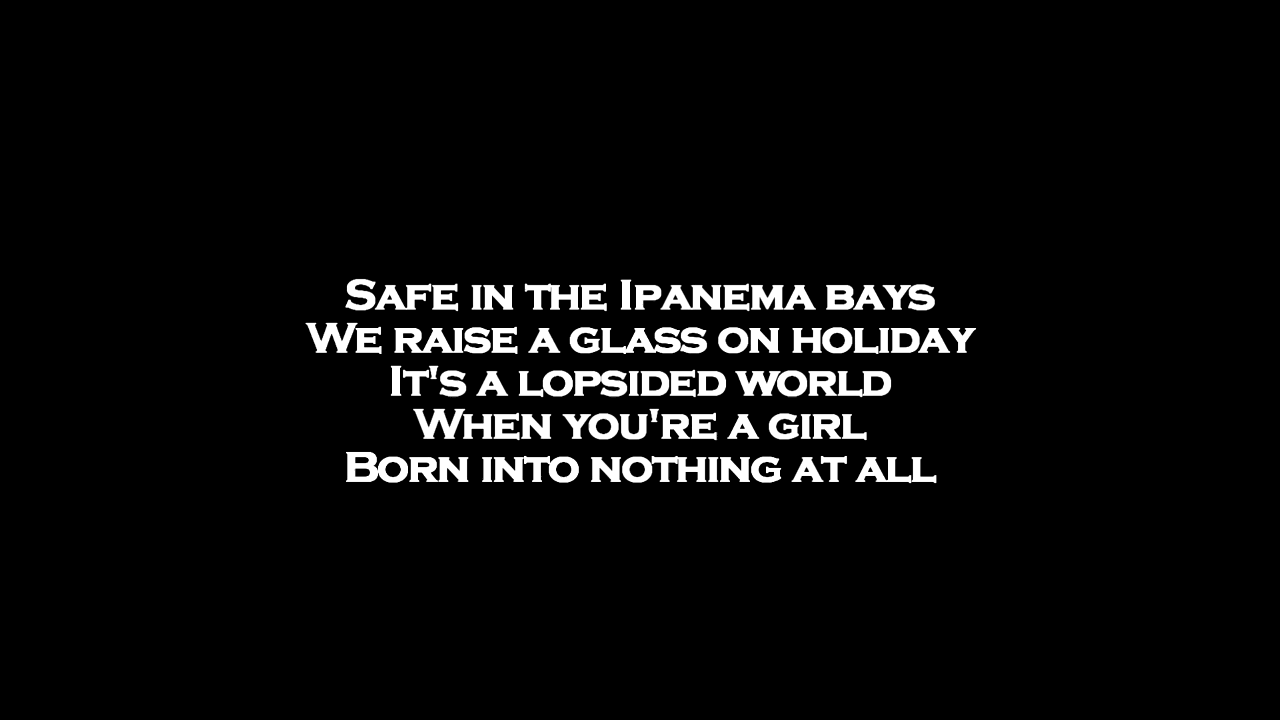 Safe in the Ipanema bays
We raise a glass on holiday
It's a lopsided world
When you're a girl
Born into nothing at all